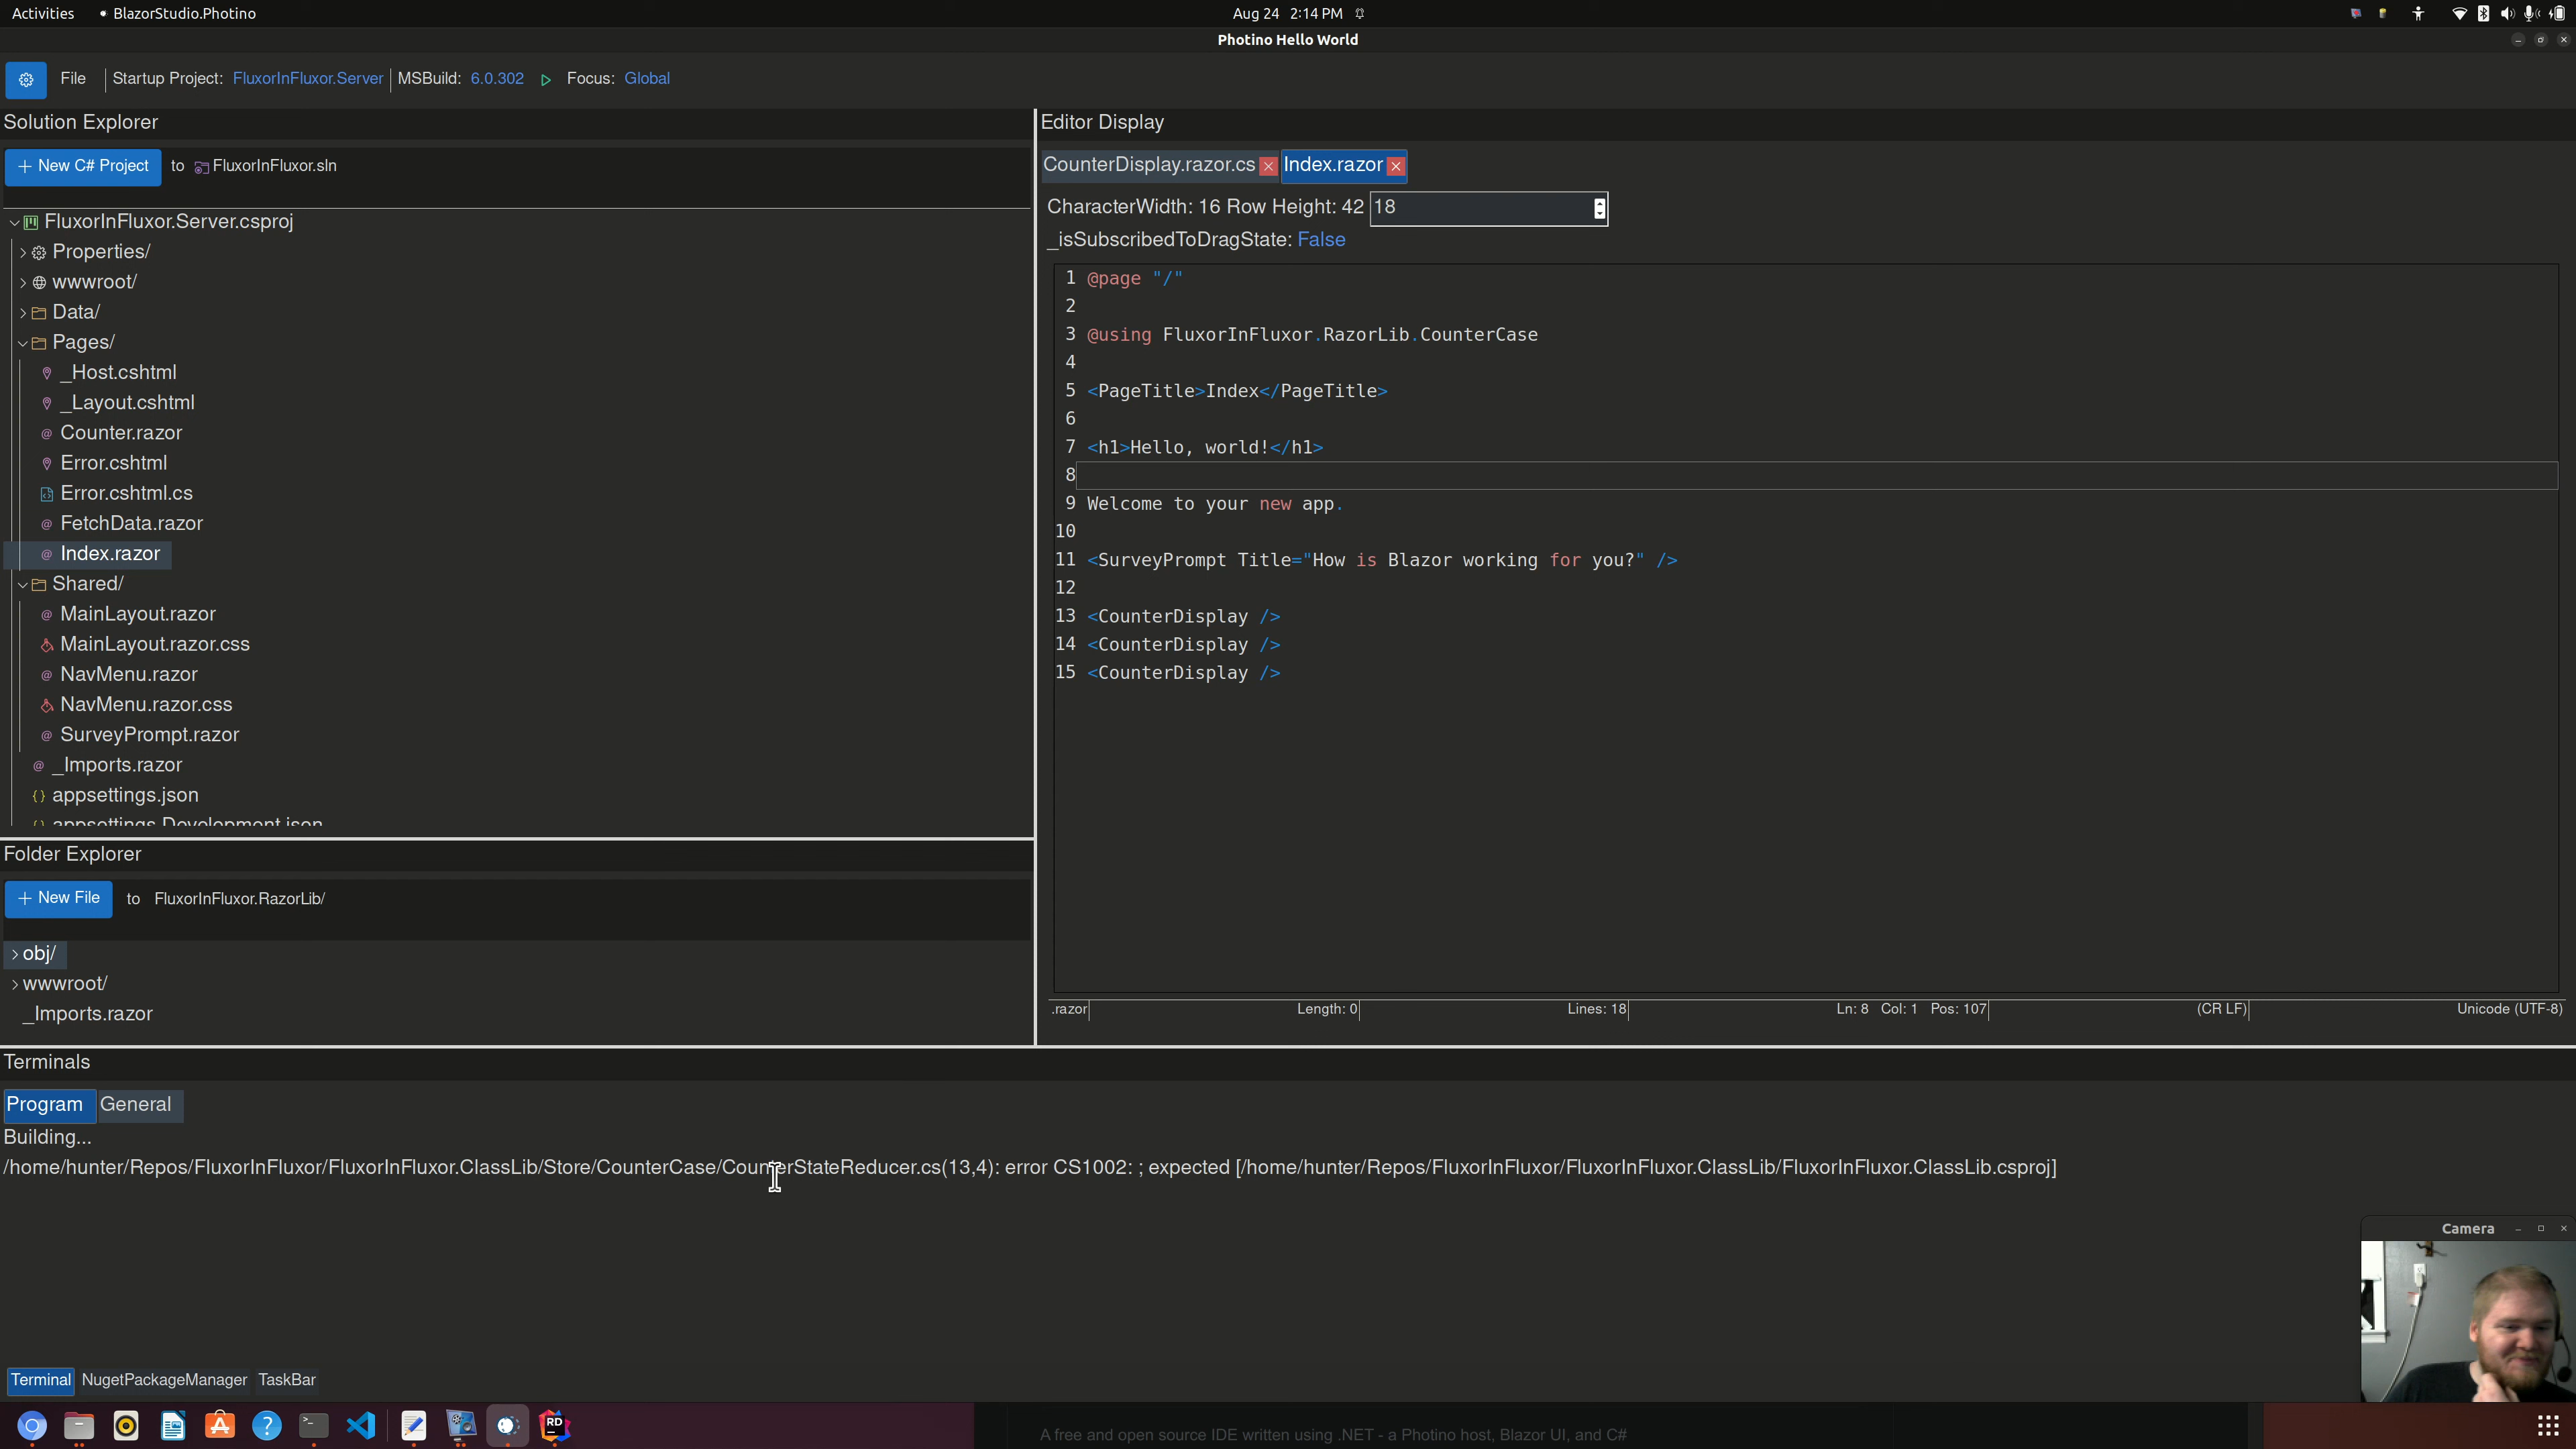 Activities BlazorStudio.Photino Aug 24 2:14 PM
Photino Hello World
File Startup Project: FluxorInFluxor.Server MSBuild: 6.0.302 Focus: Global
Solution Explorer
New C# Project to FluxorInFluxor.sln
FluxorInFluxor.Server.csproj
Properties/
wwwroot/
Data/
Pages/
_Host.cshtml
_Layout.cshtml
Counter.razor
Error.cshtml
Error.cshtml.cs
FetchData.razor
Index.razor
Shared/
MainLayout.razor
MainLayout.razor.css
NavMenu.razor
NavMenu.razor.css
SurveyPrompt.razor
_Imports.razor
appsettings.json
appsettings.Development.json
Folder Explorer
New File to FluxorInFluxor.RazorLib/
obj/
wwwroot/
_Imports.razor
Editor Display
CounterDisplay.razor.cs Index.razor
CharacterWidth: 16 Row Height: 42 18
_isSubscribedToDragState: False
1 @page "/"
2
3 @using FluxorInFluxor.RazorLib.CounterCase
4
5 <PageTitle>Index</PageTitle>
6
7 <h1>Hello, world!</h1>
8
9 Welcome to your new app.
10
11 <SurveyPrompt Title="How is Blazor working for you?" />
12
13 <CounterDisplay />
14 <CounterDisplay />
15 <CounterDisplay />
.razor Length: 0 Lines: 18 Ln: 8 Col: 1 Pos: 107 (CR LF) Unicode (UTF-8)
Terminals
Program General
Building...
/home/hunter/Repos/FluxorInFluxor/FluxorInFluxor.ClassLib/Store/CounterCase/CounterStateReducer.cs(13,4): error CS1002: ; expected [/home/hunter/Repos/FluxorInFluxor/FluxorInFluxor.ClassLib/FluxorInFluxor.ClassLib.csproj]
Camera
Terminal NugetPackageManager TaskBar
RD
A free and open source IDE written using .NET - a Photino host, Blazor UI, and C#